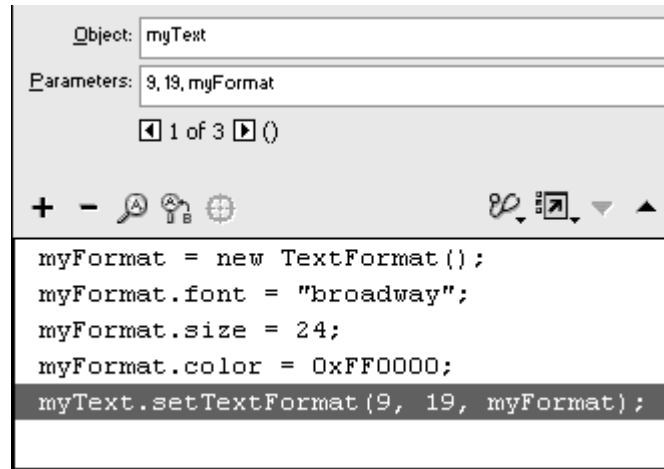 Object: myText
Parameters: 9, 19, myFormat
1 of 3 ()
myFormat = new TextFormat();
myFormat.font = "broadway";
myFormat.size = 24;
myFormat.color = 0xFF0000;
myText.setTextFormat(9, 19, myFormat);